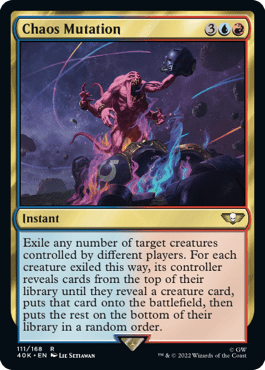 Chaos Mutation 3
Instant
Exile any number of target creatures
controlled by different players. For each
creature exiled this way, its controller
reveals cards from the top of their
library until they reveal a creature card,
puts that card onto the battlefield, then
puts the rest on the bottom of their
library in a random order.
111/168 R © GW
40K • EN Lie Setiawan ™ & © 2022 Wizards of the Coast